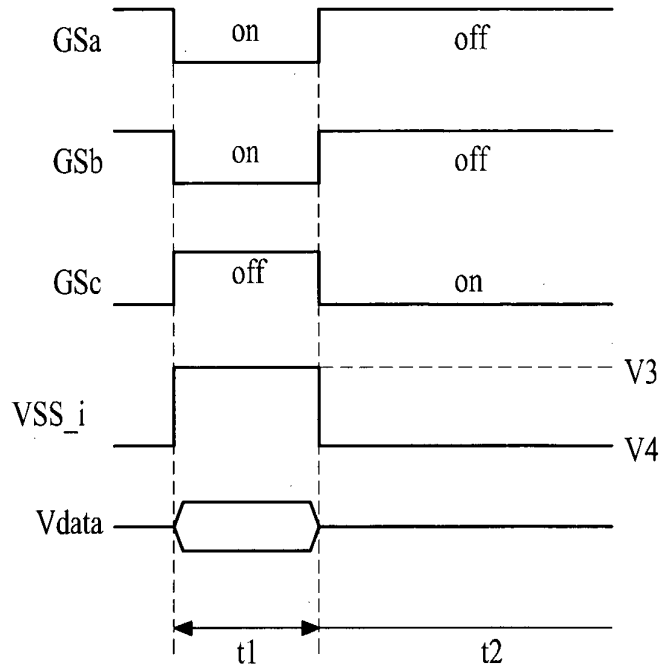 GSa on off
GSb on off
GSc off on
V3
VSS_i
V4
Vdata
t1 t2